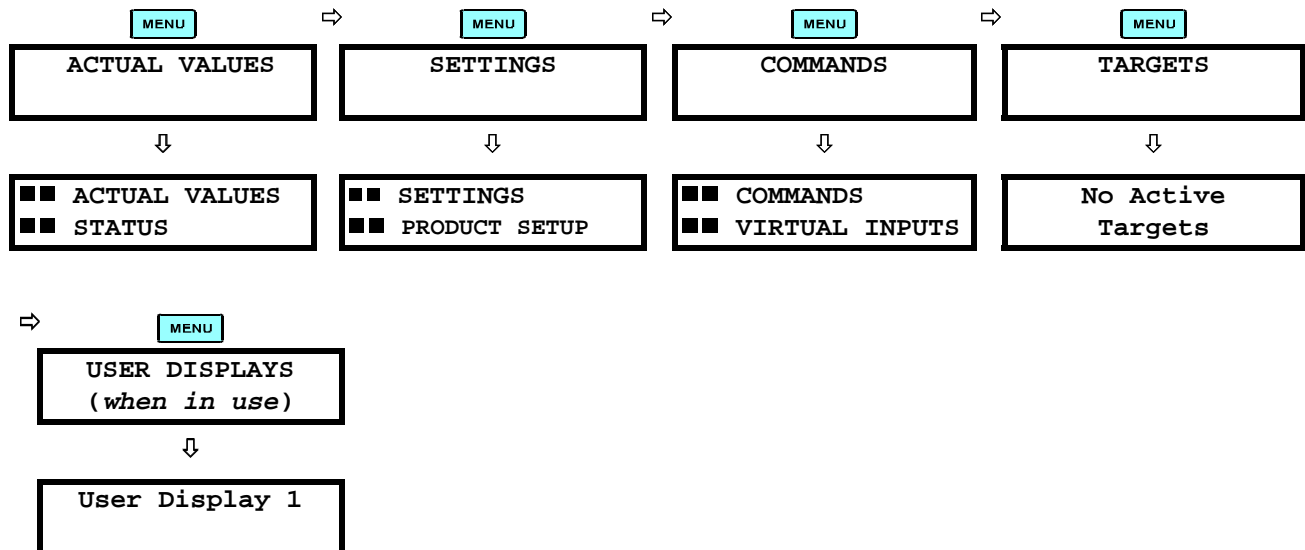 MENU MENU MENU MENU
ACTUAL VALUES SETTINGS COMMANDS TARGETS
ACTUAL VALUES SETTINGS COMMANDS No Active
STATUS PRODUCT SETUP VIRTUAL INPUTS Targets
MENU
USER DISPLAYS
(when in use)
User Display 1